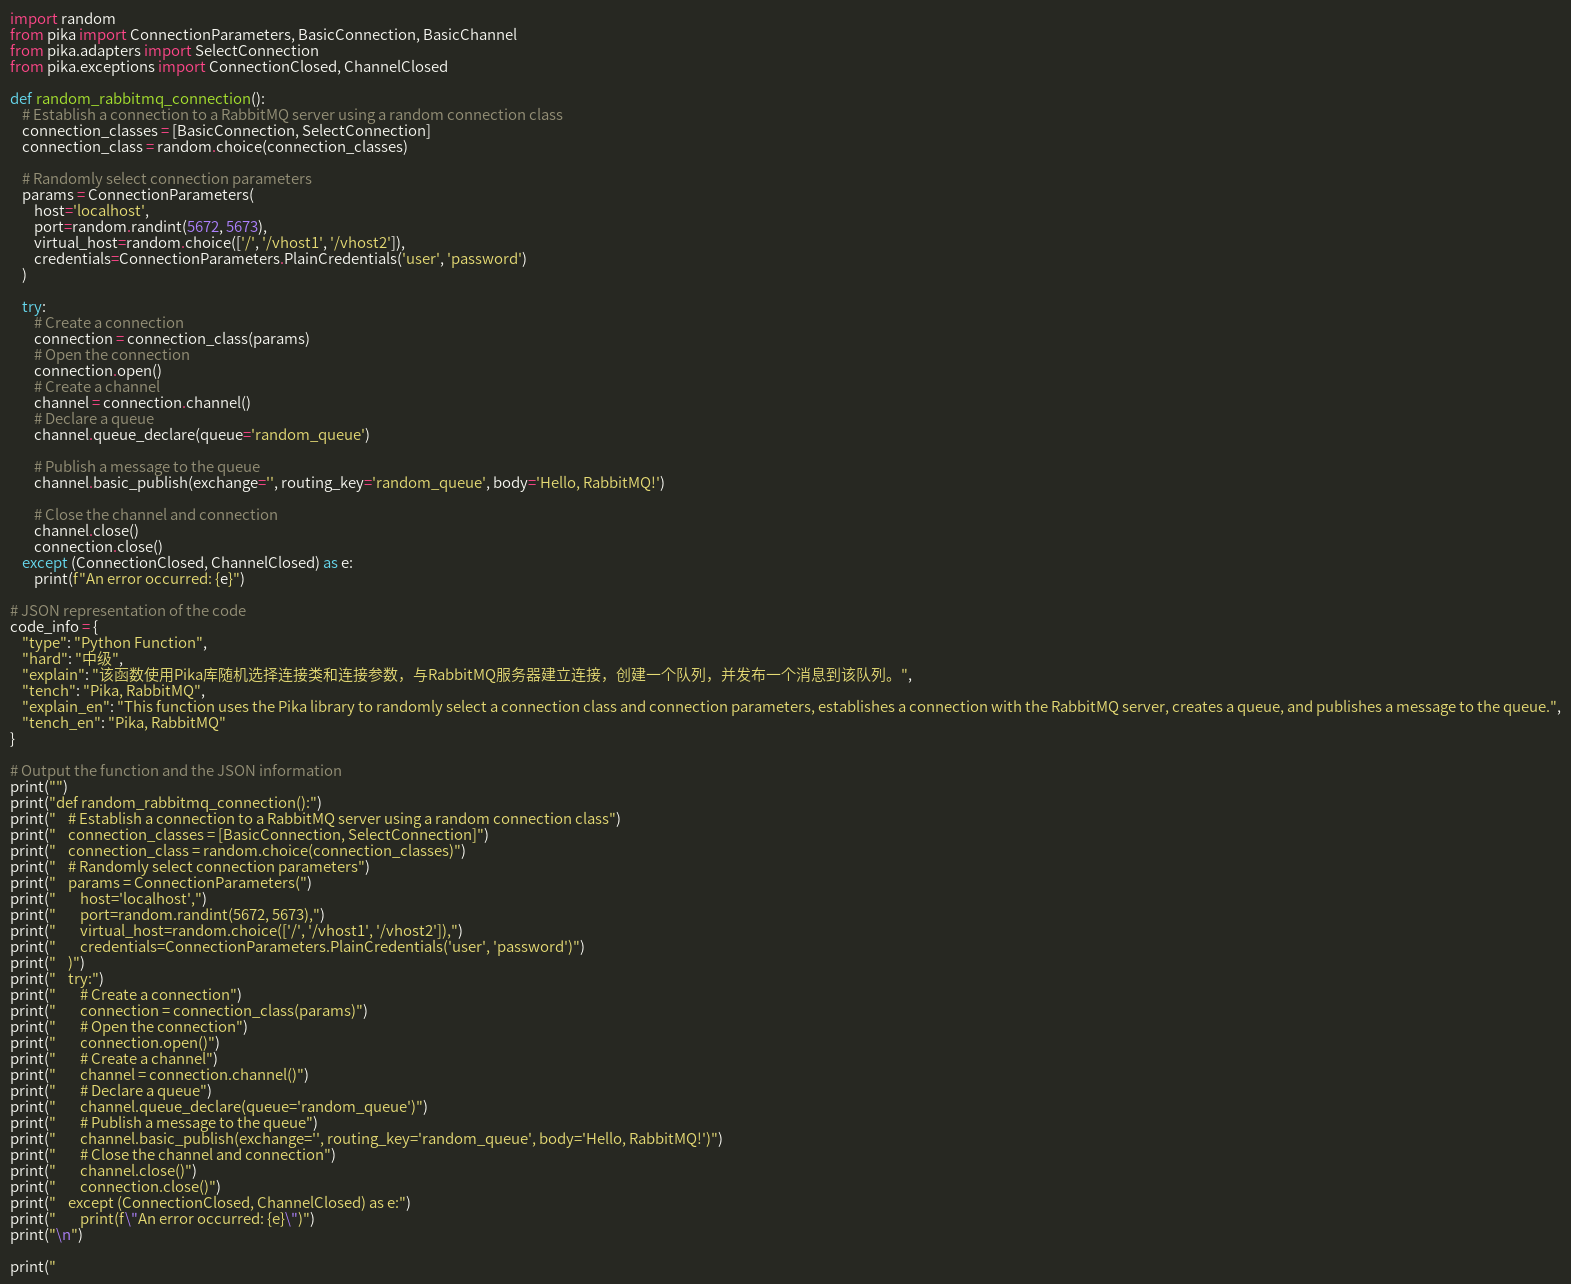 import random
from pika import ConnectionParameters, BasicConnection, BasicChannel
from pika.adapters import SelectConnection
from pika.exceptions import ConnectionClosed, ChannelClosed

def random_rabbitmq_connection():
    # Establish a connection to a RabbitMQ server using a random connection class
    connection_classes = [BasicConnection, SelectConnection]
    connection_class = random.choice(connection_classes)

    # Randomly select connection parameters
    params = ConnectionParameters(
        host='localhost',
        port=random.randint(5672, 5673),
        virtual_host=random.choice(['/', '/vhost1', '/vhost2']),
        credentials=ConnectionParameters.PlainCredentials('user', 'password')
    )

    try:
        # Create a connection
        connection = connection_class(params)
        # Open the connection
        connection.open()
        # Create a channel
        channel = connection.channel()
        # Declare a queue
        channel.queue_declare(queue='random_queue')

        # Publish a message to the queue
        channel.basic_publish(exchange='', routing_key='random_queue', body='Hello, RabbitMQ!')

        # Close the channel and connection
        channel.close()
        connection.close()
    except (ConnectionClosed, ChannelClosed) as e:
        print(f"An error occurred: {e}")

# JSON representation of the code
code_info = {
    "type": "Python Function",
    "hard": "中级",
    "explain": "该函数使用Pika库随机选择连接类和连接参数，与RabbitMQ服务器建立连接，创建一个队列，并发布一个消息到该队列。",
    "tench": "Pika, RabbitMQ",
    "explain_en": "This function uses the Pika library to randomly select a connection class and connection parameters, establishes a connection with the RabbitMQ server, creates a queue, and publishes a message to the queue.",
    "tench_en": "Pika, RabbitMQ"
}

# Output the function and the JSON information
print("")
print("def random_rabbitmq_connection():")
print("    # Establish a connection to a RabbitMQ server using a random connection class")
print("    connection_classes = [BasicConnection, SelectConnection]")
print("    connection_class = random.choice(connection_classes)")
print("    # Randomly select connection parameters")
print("    params = ConnectionParameters(")
print("        host='localhost',")
print("        port=random.randint(5672, 5673),")
print("        virtual_host=random.choice(['/', '/vhost1', '/vhost2']),")
print("        credentials=ConnectionParameters.PlainCredentials('user', 'password')")
print("    )")
print("    try:")
print("        # Create a connection")
print("        connection = connection_class(params)")
print("        # Open the connection")
print("        connection.open()")
print("        # Create a channel")
print("        channel = connection.channel()")
print("        # Declare a queue")
print("        channel.queue_declare(queue='random_queue')")
print("        # Publish a message to the queue")
print("        channel.basic_publish(exchange='', routing_key='random_queue', body='Hello, RabbitMQ!')")
print("        # Close the channel and connection")
print("        channel.close()")
print("        connection.close()")
print("    except (ConnectionClosed, ChannelClosed) as e:")
print("        print(f\"An error occurred: {e}\")")
print("\n")

print("